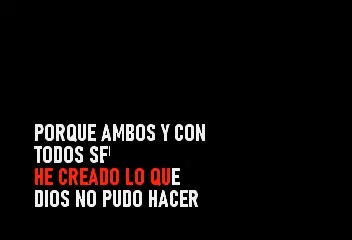 PORQUE AMBOS Y CON
TODOS
HE CREADO LO QUE
DIOS NO PUDO HACER